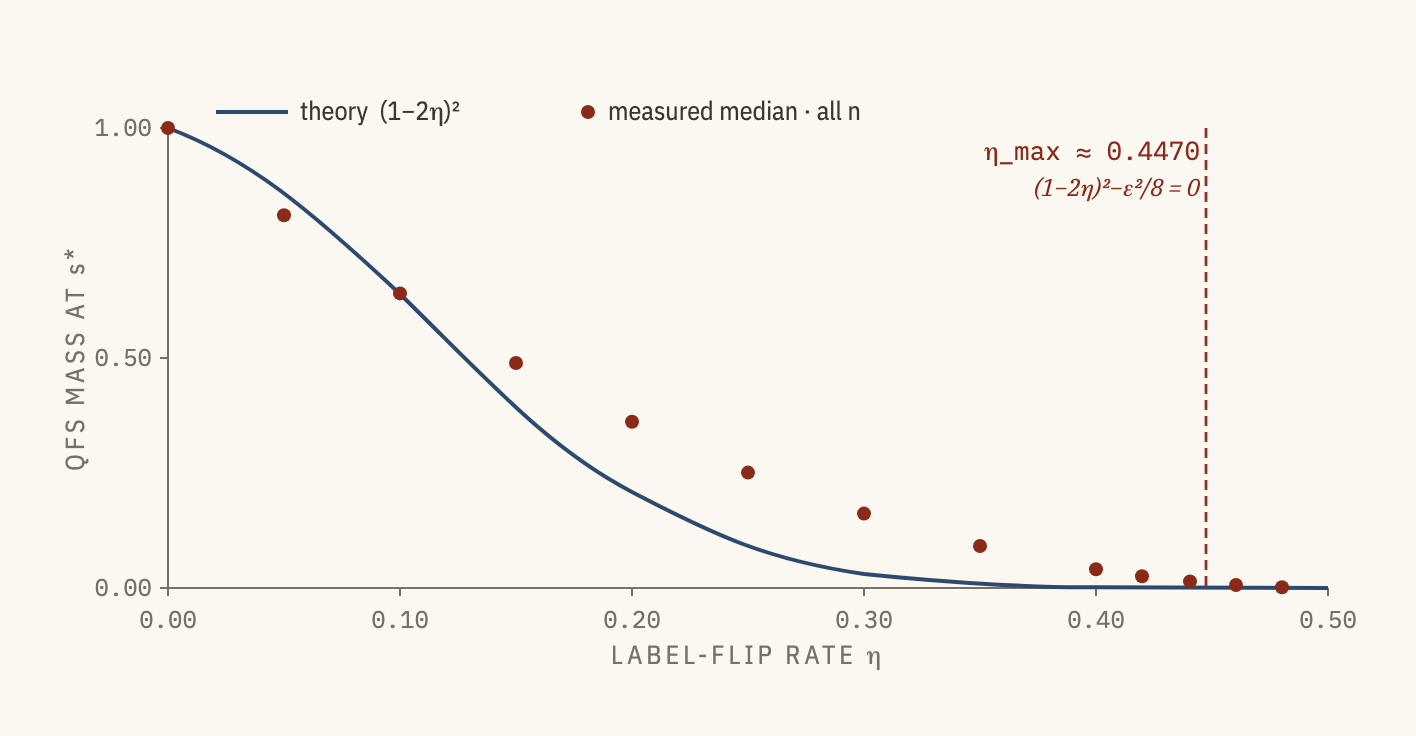 theory (1−2η)²
measured median · all n
η_max ≈ 0.4470
(1−2η)²−ε²/8 = 0
QFS MASS AT s*
1.00
0.50
0.00
0.00 0.10 0.20 0.30 0.40 0.50
LABEL-FLIP RATE η